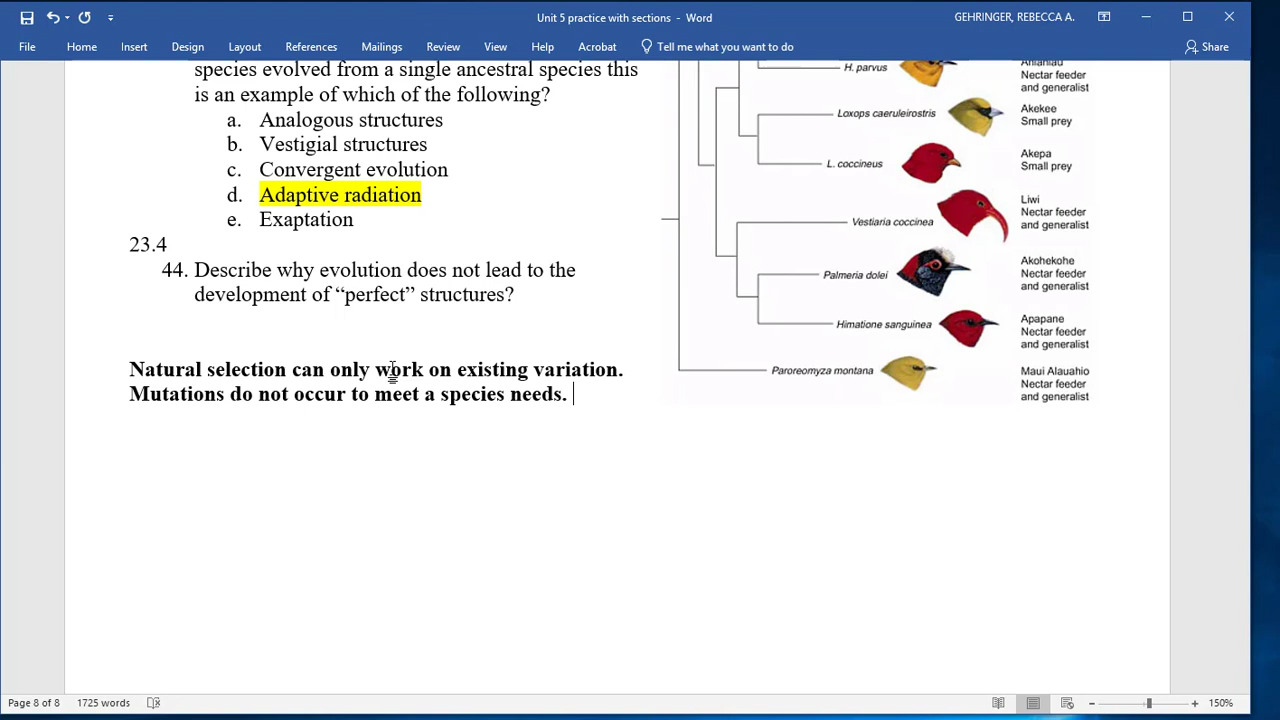 Unit 5 practice with sections - Word
GEHRINGER, REBECCA A.
File Home Insert Design Layout References Mailings Review View Help Acrobat Tell me what you want to do Share
species evolved from a single ancestral species this
is an example of which of the following?
a. Analogous structures
b. Vestigial structures
c. Convergent evolution
d. Adaptive radiation
e. Exaptation
23.4
44. Describe why evolution does not lead to the
development of “perfect” structures?
Natural selection can only work on existing variation.
Mutations do not occur to meet a species needs.
H. parvus
Anianiau
Nectar feeder
and generalist
Loxops caeruleirostris
Akekee
Small prey
L. coccineus
Akepa
Small prey
Vestiaria coccinea
Liwi
Nectar feeder
and generalist
Palmeria dolei
Akohekohe
Nectar feeder
and generalist
Himatione sanguinea
Apapane
Nectar feeder
and generalist
Paroreomyza montana
Maui Alauahio
Nectar feeder
and generalist
Page 8 of 8 1725 words 150%